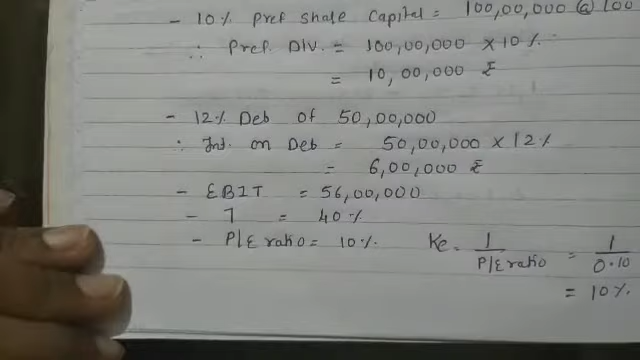 - 10% Pref shale Capital = 100,00,000 @ 100
∴ Pref. DIV. = 100,00,000 × 10%.
= 10,00,000 ₹
- 12% Deb of 50,00,000
∴ Int. on Deb = 50,00,000 × 12%
= 6,00,000 ₹
- EBIT = 56,00,000
- T = 40%
- P/E ratio = 10%. Ke = 1 / P/E ratio = 1 / 0.10
= 10%.